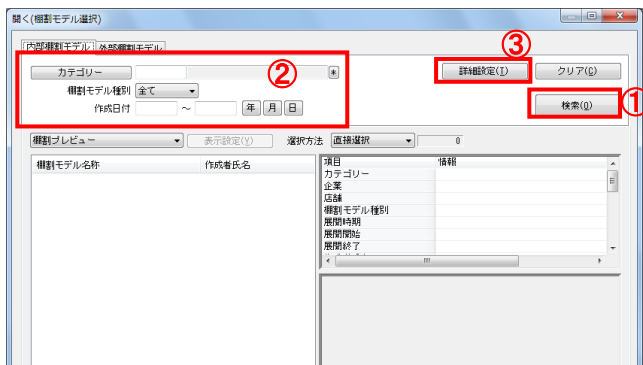 開く(棚割モデル選択)
内部棚割モデル 外部棚割モデル
③
カテゴリー ② * 詳細設定(I) クリア(C)
棚割モデル種別 全て
検索(Q) ①
作成日付 ～ 年 月 日
棚割プレビュー 表示設定(Y) 選択方法 直接選択 0
棚割モデル名称 作成者氏名 項目 情報
カテゴリー
企業
店舗
棚割モデル種別
展開時期
展開開始
展開終了